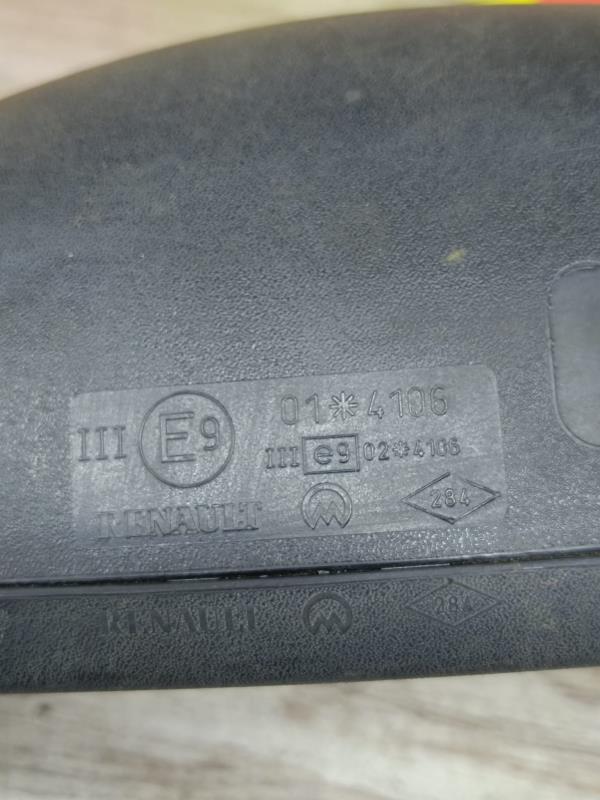 III E9 01*4106
III e9 02*4106
RENAULT 284
RENAULT 284